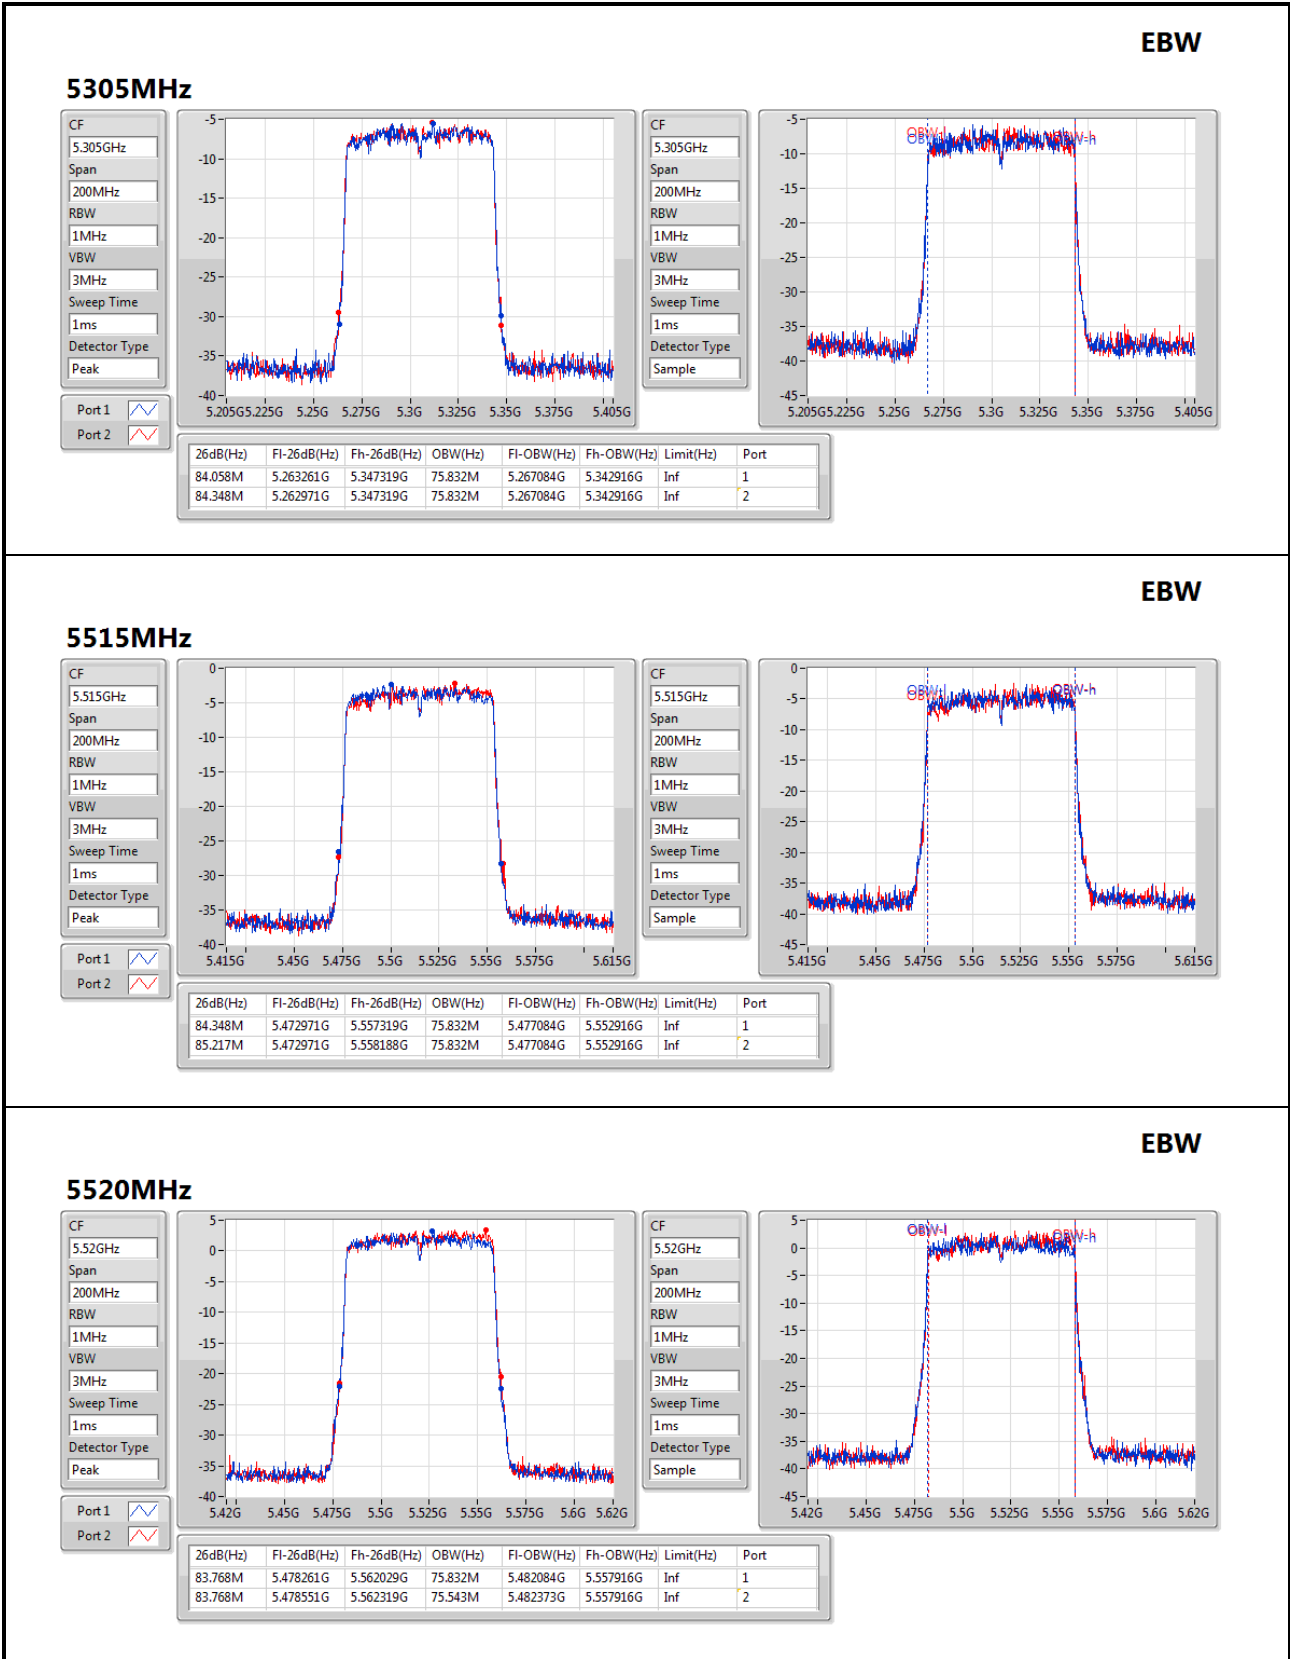 EBW
5305MHz
CF
5.305GHz
Span
200MHz
RBW
1MHz
VBW
3MHz
Sweep Time
1ms
Detector Type
Peak
Port 1
Port 2
-5
-10
-15
-20
-25
-30
-35
-40
5.205G 5.225G 5.25G 5.275G 5.3G 5.325G 5.35G 5.375G 5.405G
CF
5.305GHz
Span
200MHz
RBW
1MHz
VBW
3MHz
Sweep Time
1ms
Detector Type
Sample
OBW-l OBW-h
-5
-10
-15
-20
-25
-30
-35
-40
-45
5.205G 5.225G 5.25G 5.275G 5.3G 5.325G 5.35G 5.375G 5.405G
26dB(Hz) Fl-26dB(Hz) Fh-26dB(Hz) OBW(Hz) Fl-OBW(Hz) Fh-OBW(Hz) Limit(Hz) Port
84.058M 5.263261G 5.347319G 75.832M 5.267084G 5.342916G Inf 1
84.348M 5.262971G 5.347319G 75.832M 5.267084G 5.342916G Inf 2
EBW
5515MHz
CF
5.515GHz
Span
200MHz
RBW
1MHz
VBW
3MHz
Sweep Time
1ms
Detector Type
Peak
Port 1
Port 2
0
-5
-10
-15
-20
-25
-30
-35
-40
5.415G 5.45G 5.475G 5.5G 5.525G 5.55G 5.575G 5.615G
CF
5.515GHz
Span
200MHz
RBW
1MHz
VBW
3MHz
Sweep Time
1ms
Detector Type
Sample
OBW-l OBW-h
0
-5
-10
-15
-20
-25
-30
-35
-40
-45
5.415G 5.45G 5.475G 5.5G 5.525G 5.55G 5.575G 5.615G
26dB(Hz) Fl-26dB(Hz) Fh-26dB(Hz) OBW(Hz) Fl-OBW(Hz) Fh-OBW(Hz) Limit(Hz) Port
84.348M 5.472971G 5.557319G 75.832M 5.477084G 5.552916G Inf 1
85.217M 5.472971G 5.558188G 75.832M 5.477084G 5.552916G Inf 2
EBW
5520MHz
CF
5.52GHz
Span
200MHz
RBW
1MHz
VBW
3MHz
Sweep Time
1ms
Detector Type
Peak
Port 1
Port 2
5
0
-5
-10
-15
-20
-25
-30
-35
-40
5.42G 5.45G 5.475G 5.5G 5.525G 5.55G 5.575G 5.6G 5.62G
CF
5.52GHz
Span
200MHz
RBW
1MHz
VBW
3MHz
Sweep Time
1ms
Detector Type
Sample
OBW-l OBW-h
5
0
-5
-10
-15
-20
-25
-30
-35
-40
-45
5.42G 5.45G 5.475G 5.5G 5.525G 5.55G 5.575G 5.6G 5.62G
26dB(Hz) Fl-26dB(Hz) Fh-26dB(Hz) OBW(Hz) Fl-OBW(Hz) Fh-OBW(Hz) Limit(Hz) Port
83.768M 5.478261G 5.562029G 75.832M 5.482084G 5.557916G Inf 1
83.768M 5.478551G 5.562319G 75.543M 5.482373G 5.557916G Inf 2